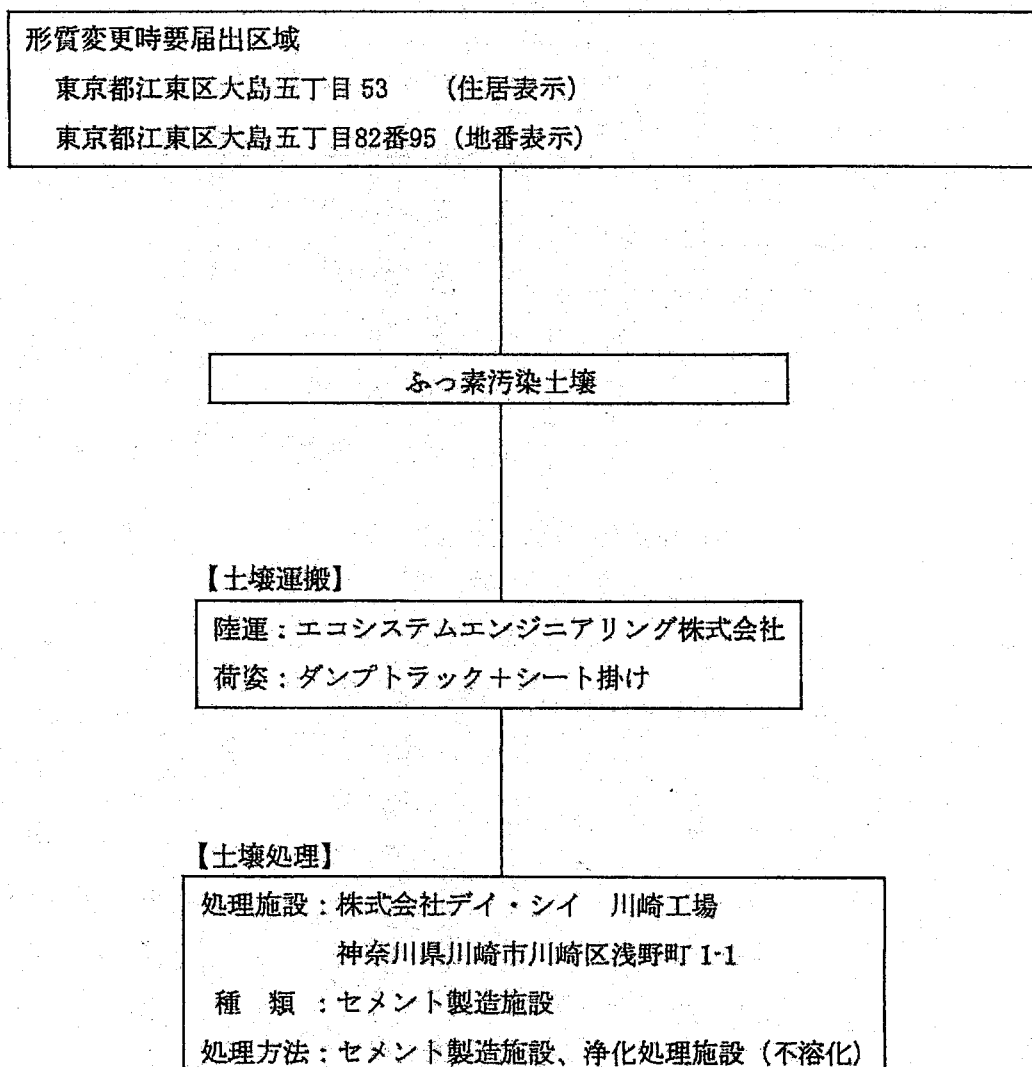 形質変更時要届出区域
東京都江東区大島五丁目 53　　(住居表示)
東京都江東区大島五丁目82番95 (地番表示)
ふっ素汚染土壌
【土壌運搬】
陸運：エコシステムエンジニアリング株式会社
荷姿：ダンプトラック＋シート掛け
【土壌処理】
処理施設：株式会社デイ・シイ　川崎工場
神奈川県川崎市川崎区浅野町 1-1
種　類　：セメント製造施設
処理方法：セメント製造施設、浄化処理施設（不溶化）